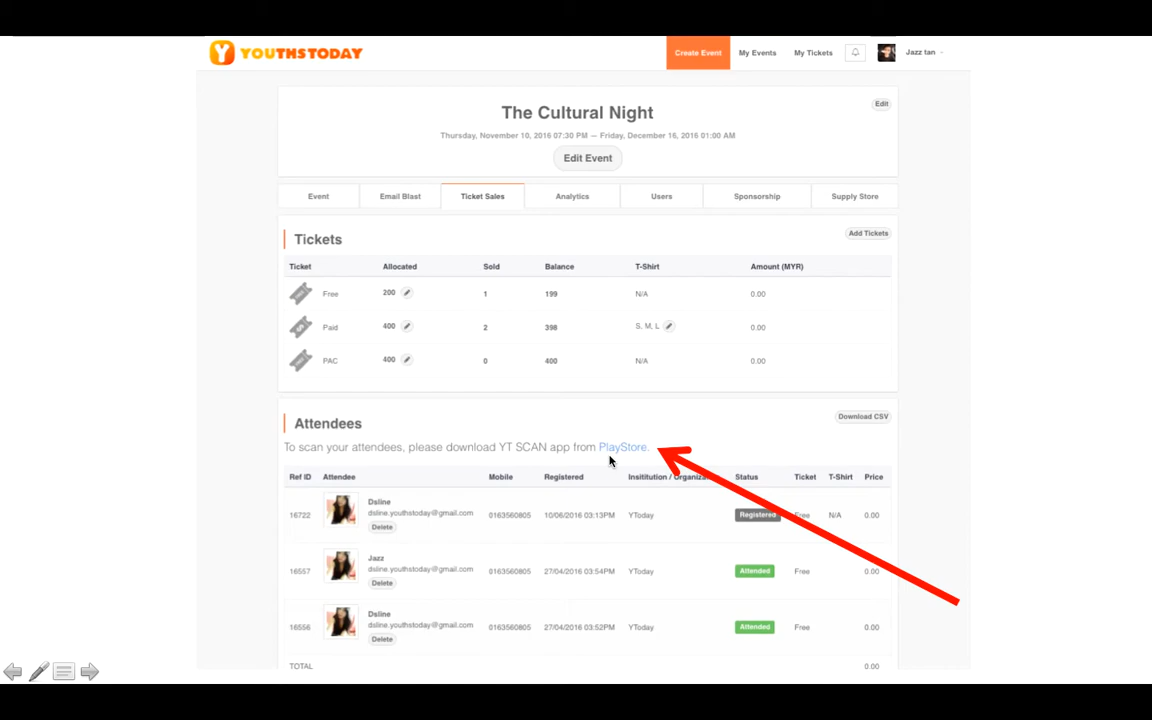 YOUTHSTODAY
Create Event My Events My Tickets Jazz tan
The Cultural Night
Edit
Thursday, November 10, 2016 07:30 PM — Friday, December 16, 2016 01:00 AM
Edit Event
Event Email Blast Ticket Sales Analytics Users Sponsorship Supply Store
Tickets
Add Tickets
Ticket Allocated Sold Balance T-Shirt Amount (MYR)
Free 200 1 199 N/A 0.00
Paid 400 2 398 S, M, L 0.00
PAC 400 0 400 N/A 0.00
Attendees
Download CSV
To scan your attendees, please download YT SCAN app from PlayStore.
Ref ID Attendee Mobile Registered Insititution / Status Ticket T-Shirt Price
Dsline
16722 dsline.youthstoday@gmail.com 0163560805 10/06/2016 03:13PM YToday Registered Free N/A 0.00
Delete
Jazz
16557 dsline.youthstoday@gmail.com 0163560805 27/04/2016 03:54PM YToday Attended Free 0.00
Delete
Dsline
16556 dsline.youthstoday@gmail.com 0163560805 27/04/2016 03:52PM YToday Attended Free 0.00
Delete
TOTAL 0.00